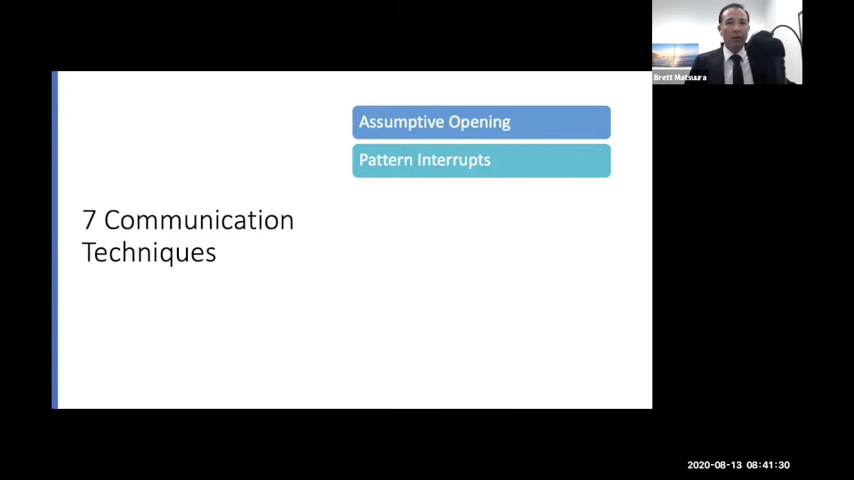 Brett Matsuura
Assumptive Opening
Pattern Interrupts
7 Communication
Techniques
2020-08-13 08:41:30